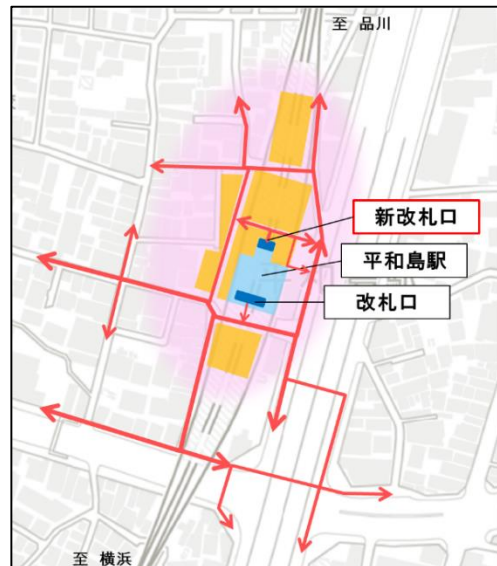 至 品川
新改札口
平和島駅
改札口
至 横浜